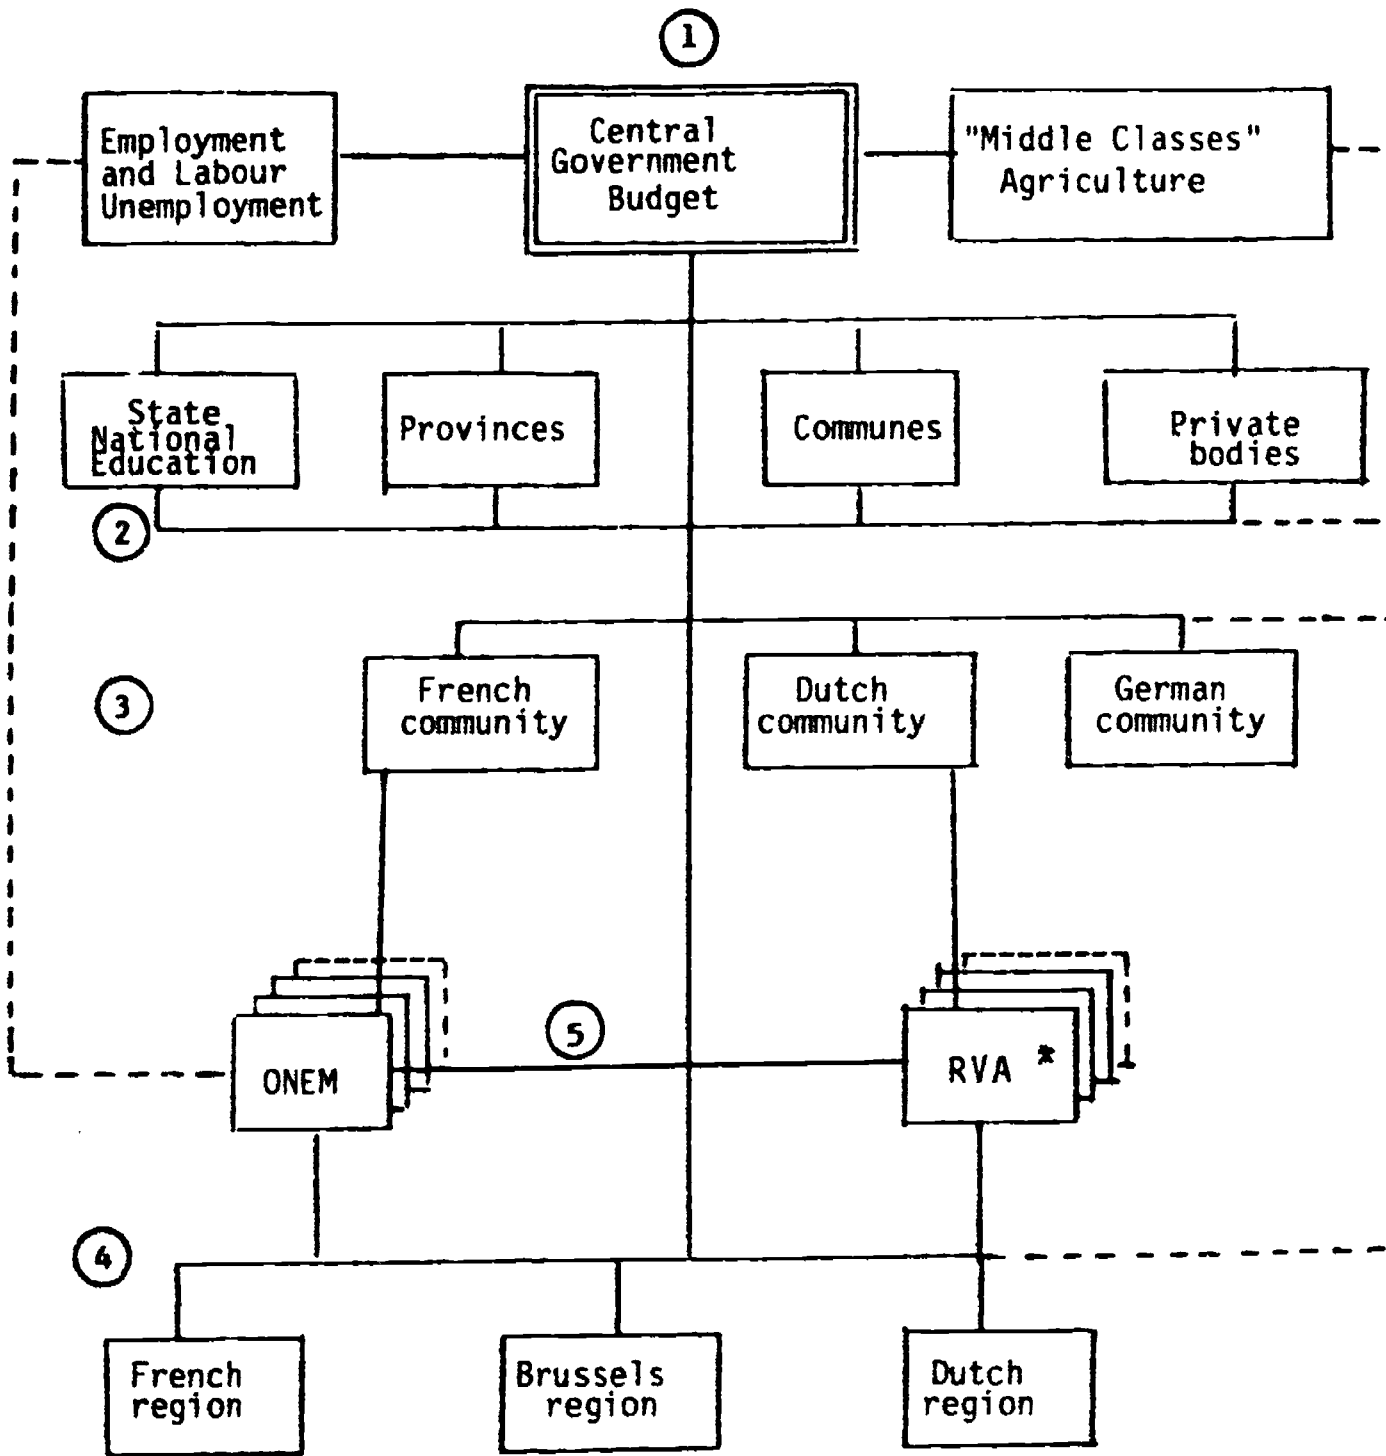 1
Employment
and Labour
Unemployment
Central
Government
Budget
"Middle Classes"
Agriculture
State
National
Education
Provinces
Communes
Private
bodies
2
3
French
community
Dutch
community
German
community
5
ONEM
RVA *
4
French
region
Brussels
region
Dutch
region